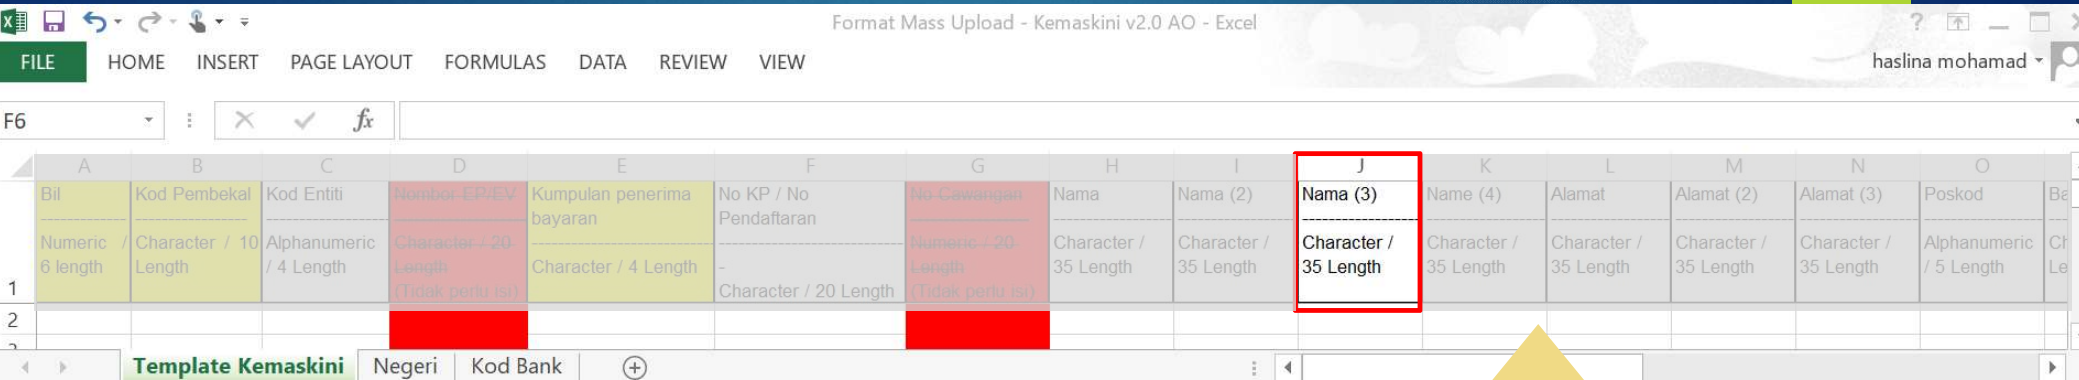 Format Mass Upload - Kemaskini v2.0 AO - Excel
?
FILE HOME INSERT PAGE LAYOUT FORMULAS DATA REVIEW VIEW
haslina mohamad
F6
fx
A B C D E F G H I J K L M N O
1
Bil
Numeric / 6 length
Kod Pembekal
Character / 10 Length
Kod Entiti
Alphanumeric / 4 Length
Nombor EP/EV
Character / 20 Length
(Tidak perlu isi)
Kumpulan penerima bayaran
Character / 4 Length
No KP / No Pendaftaran
Character / 20 Length
No Cawangan
Numeric / 20 Length
(Tidak perlu isi)
Nama
Character / 35 Length
Nama (2)
Character / 35 Length
Nama (3)
Character / 35 Length
Name (4)
Character / 35 Length
Alamat
Character / 35 Length
Alamat (2)
Character / 35 Length
Alamat (3)
Character / 35 Length
Poskod
Alphanumeric / 5 Length
2
Template Kemaskini Negeri Kod Bank